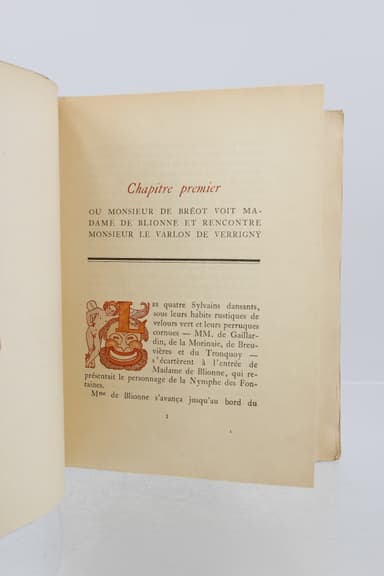 Chapitre premier
OU MONSIEUR DE BRÉOT VOIT MA-
DAME DE BLIONNE ET RENCONTRE
MONSIEUR LE VARLON DE VERRIGNY
LES quatre Sylvains dansants,
sous leurs habits rustiques de
velours vert et leurs perruques
cornues — MM. de Gaillar-
din, de la Morinaie, de Breu-
vières et du Tronquoy —
s'écartèrent à l'entrée de
Madame de Blionne, qui re-
présentait le personnage de la Nymphe des Fon-
taines.
Mme de Blionne s'avança jusqu'au bord du
1